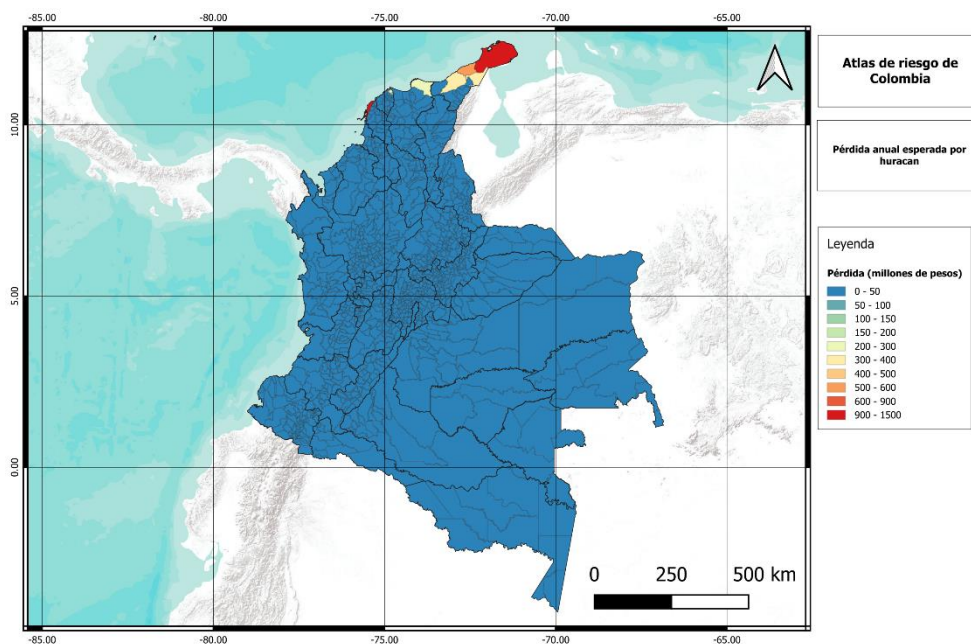 -85.00 -80.00 -75.00 -70.00 -65.00
Atlas de riesgo de
Colombia
Pérdida anual esperada por
huracan
Leyenda
Pérdida (millones de pesos)
0 - 50
50 - 100
100 - 150
150 - 200
200 - 300
300 - 400
400 - 500
500 - 600
600 - 900
900 - 1500
10.00
5.00
0.00
0 250 500 km
-85.00 -80.00 -75.00 -70.00 -65.00